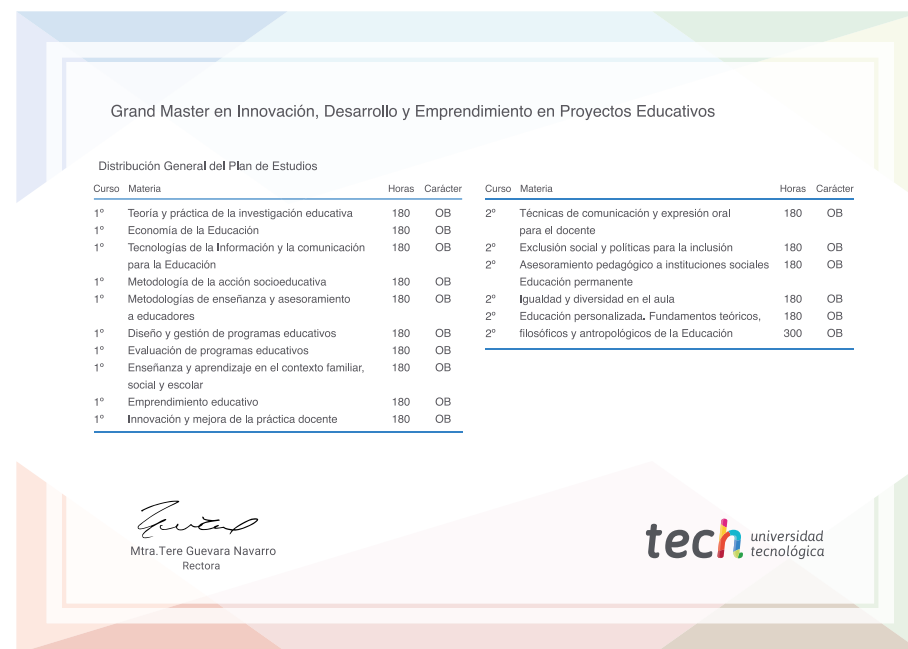 Grand Master en Innovación, Desarrollo y Emprendimiento en Proyectos Educativos
Distribución General del Plan de Estudios
Curso Materia Horas Carácter
1º Teoría y práctica de la investigación educativa 180 OB
1º Economía de la Educación 180 OB
1º Tecnologías de la Información y la comunicación 180 OB
para la Educación
1º Metodología de la acción socioeducativa 180 OB
1º Metodologías de enseñanza y asesoramiento 180 OB
a educadores
1º Diseño y gestión de programas educativos 180 OB
1º Evaluación de programas educativos 180 OB
1º Enseñanza y aprendizaje en el contexto familiar, 180 OB
social y escolar
1º Emprendimiento educativo 180 OB
1º Innovación y mejora de la práctica docente 180 OB
Curso Materia Horas Carácter
2º Técnicas de comunicación y expresión oral 180 OB
para el docente
2º Exclusión social y políticas para la inclusión 180 OB
2º Asesoramiento pedagógico a instituciones sociales 180 OB
Educación permanente
2º Igualdad y diversidad en el aula 180 OB
2º Educación personalizada. Fundamentos teóricos, 180 OB
2º filosóficos y antropológicos de la Educación 300 OB
Mtra.Tere Guevara Navarro
Rectora
tech universidad
tecnológica